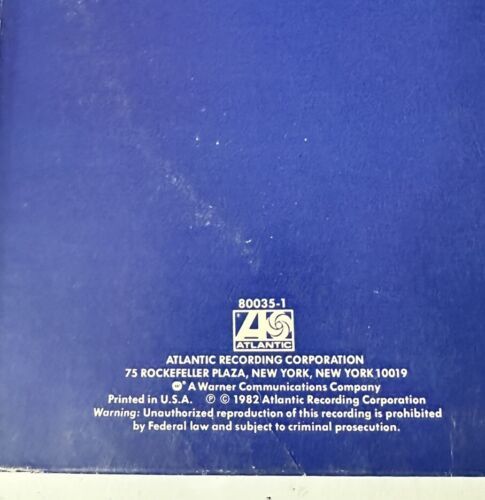 80035-1
ATLANTIC
ATLANTIC RECORDING CORPORATION
75 ROCKEFELLER PLAZA, NEW YORK, NEW YORK 10019
® A Warner Communications Company
Printed in U.S.A. ℗ © 1982 Atlantic Recording Corporation
Warning: Unauthorized reproduction of this recording is prohibited
by Federal law and subject to criminal prosecution.